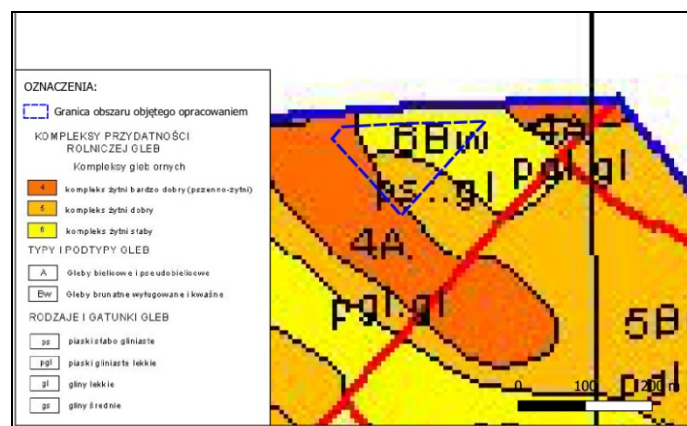 OZNACZENIA:
Granica obszaru objętego opracowaniem
KOMPLEKSY PRZYDATNOŚCI
ROLNICZEJ GLEB
Kompleksy gleb ornych
4 kompleks żytni bardzo dobry (pszenno-żytni)
5 kompleks żytni dobry
6 kompleks żytni słaby
TYPY I PODTYPY GLEB
A Gleby bielicowe i pseudobielicowe
Bw Gleby brunatne wyługowane i kwaśne
RODZAJE I GATUNKI GLEB
ps piaski słabo gliniaste
pgl piaski gliniaste lekkie
gl gliny lekkie
gs gliny średnie
6Bw
4A
pgl.gl
ps..gl
4A
pgl.gl
5B
pgl
0 100 200 m